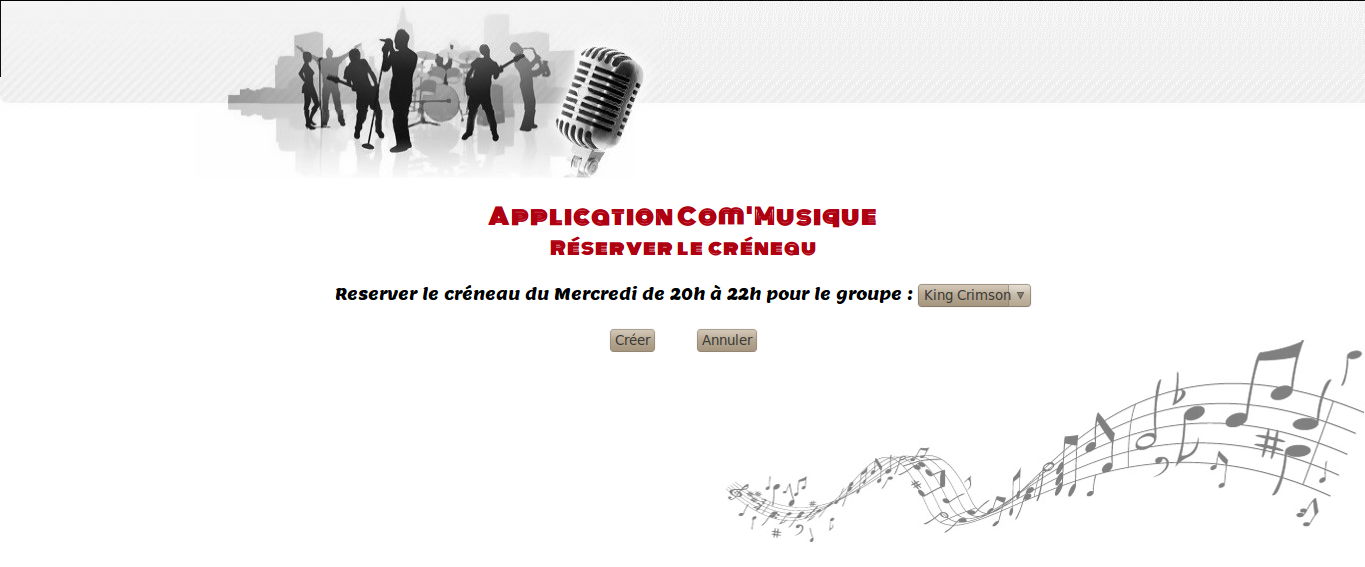 Application Com'Musique
Réserver le créneau
Reserver le créneau du Mercredi de 20h à 22h pour le groupe : King Crimson
Créer Annuler